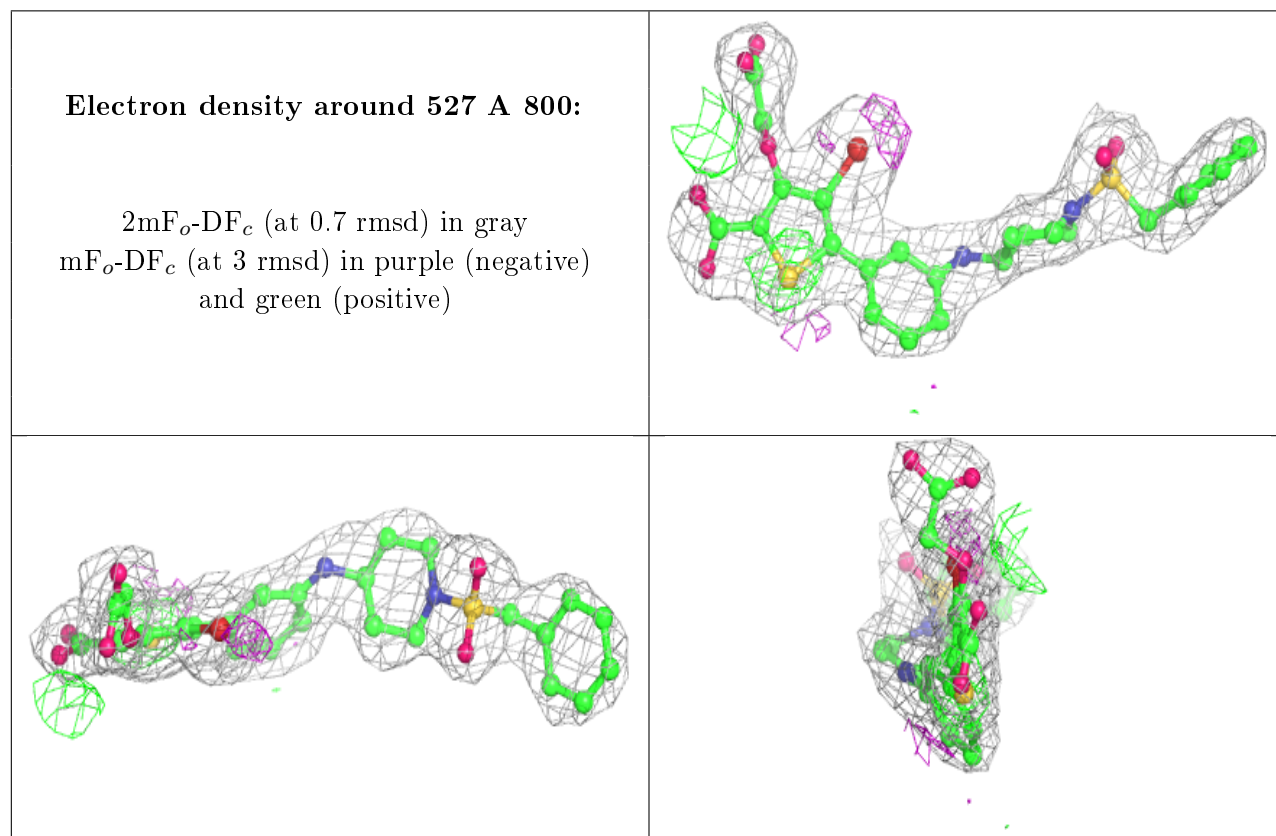 Electron density around 527 A 800:
2mFo-DFc (at 0.7 rmsd) in gray
mFo-DFc (at 3 rmsd) in purple (negative)
and green (positive)